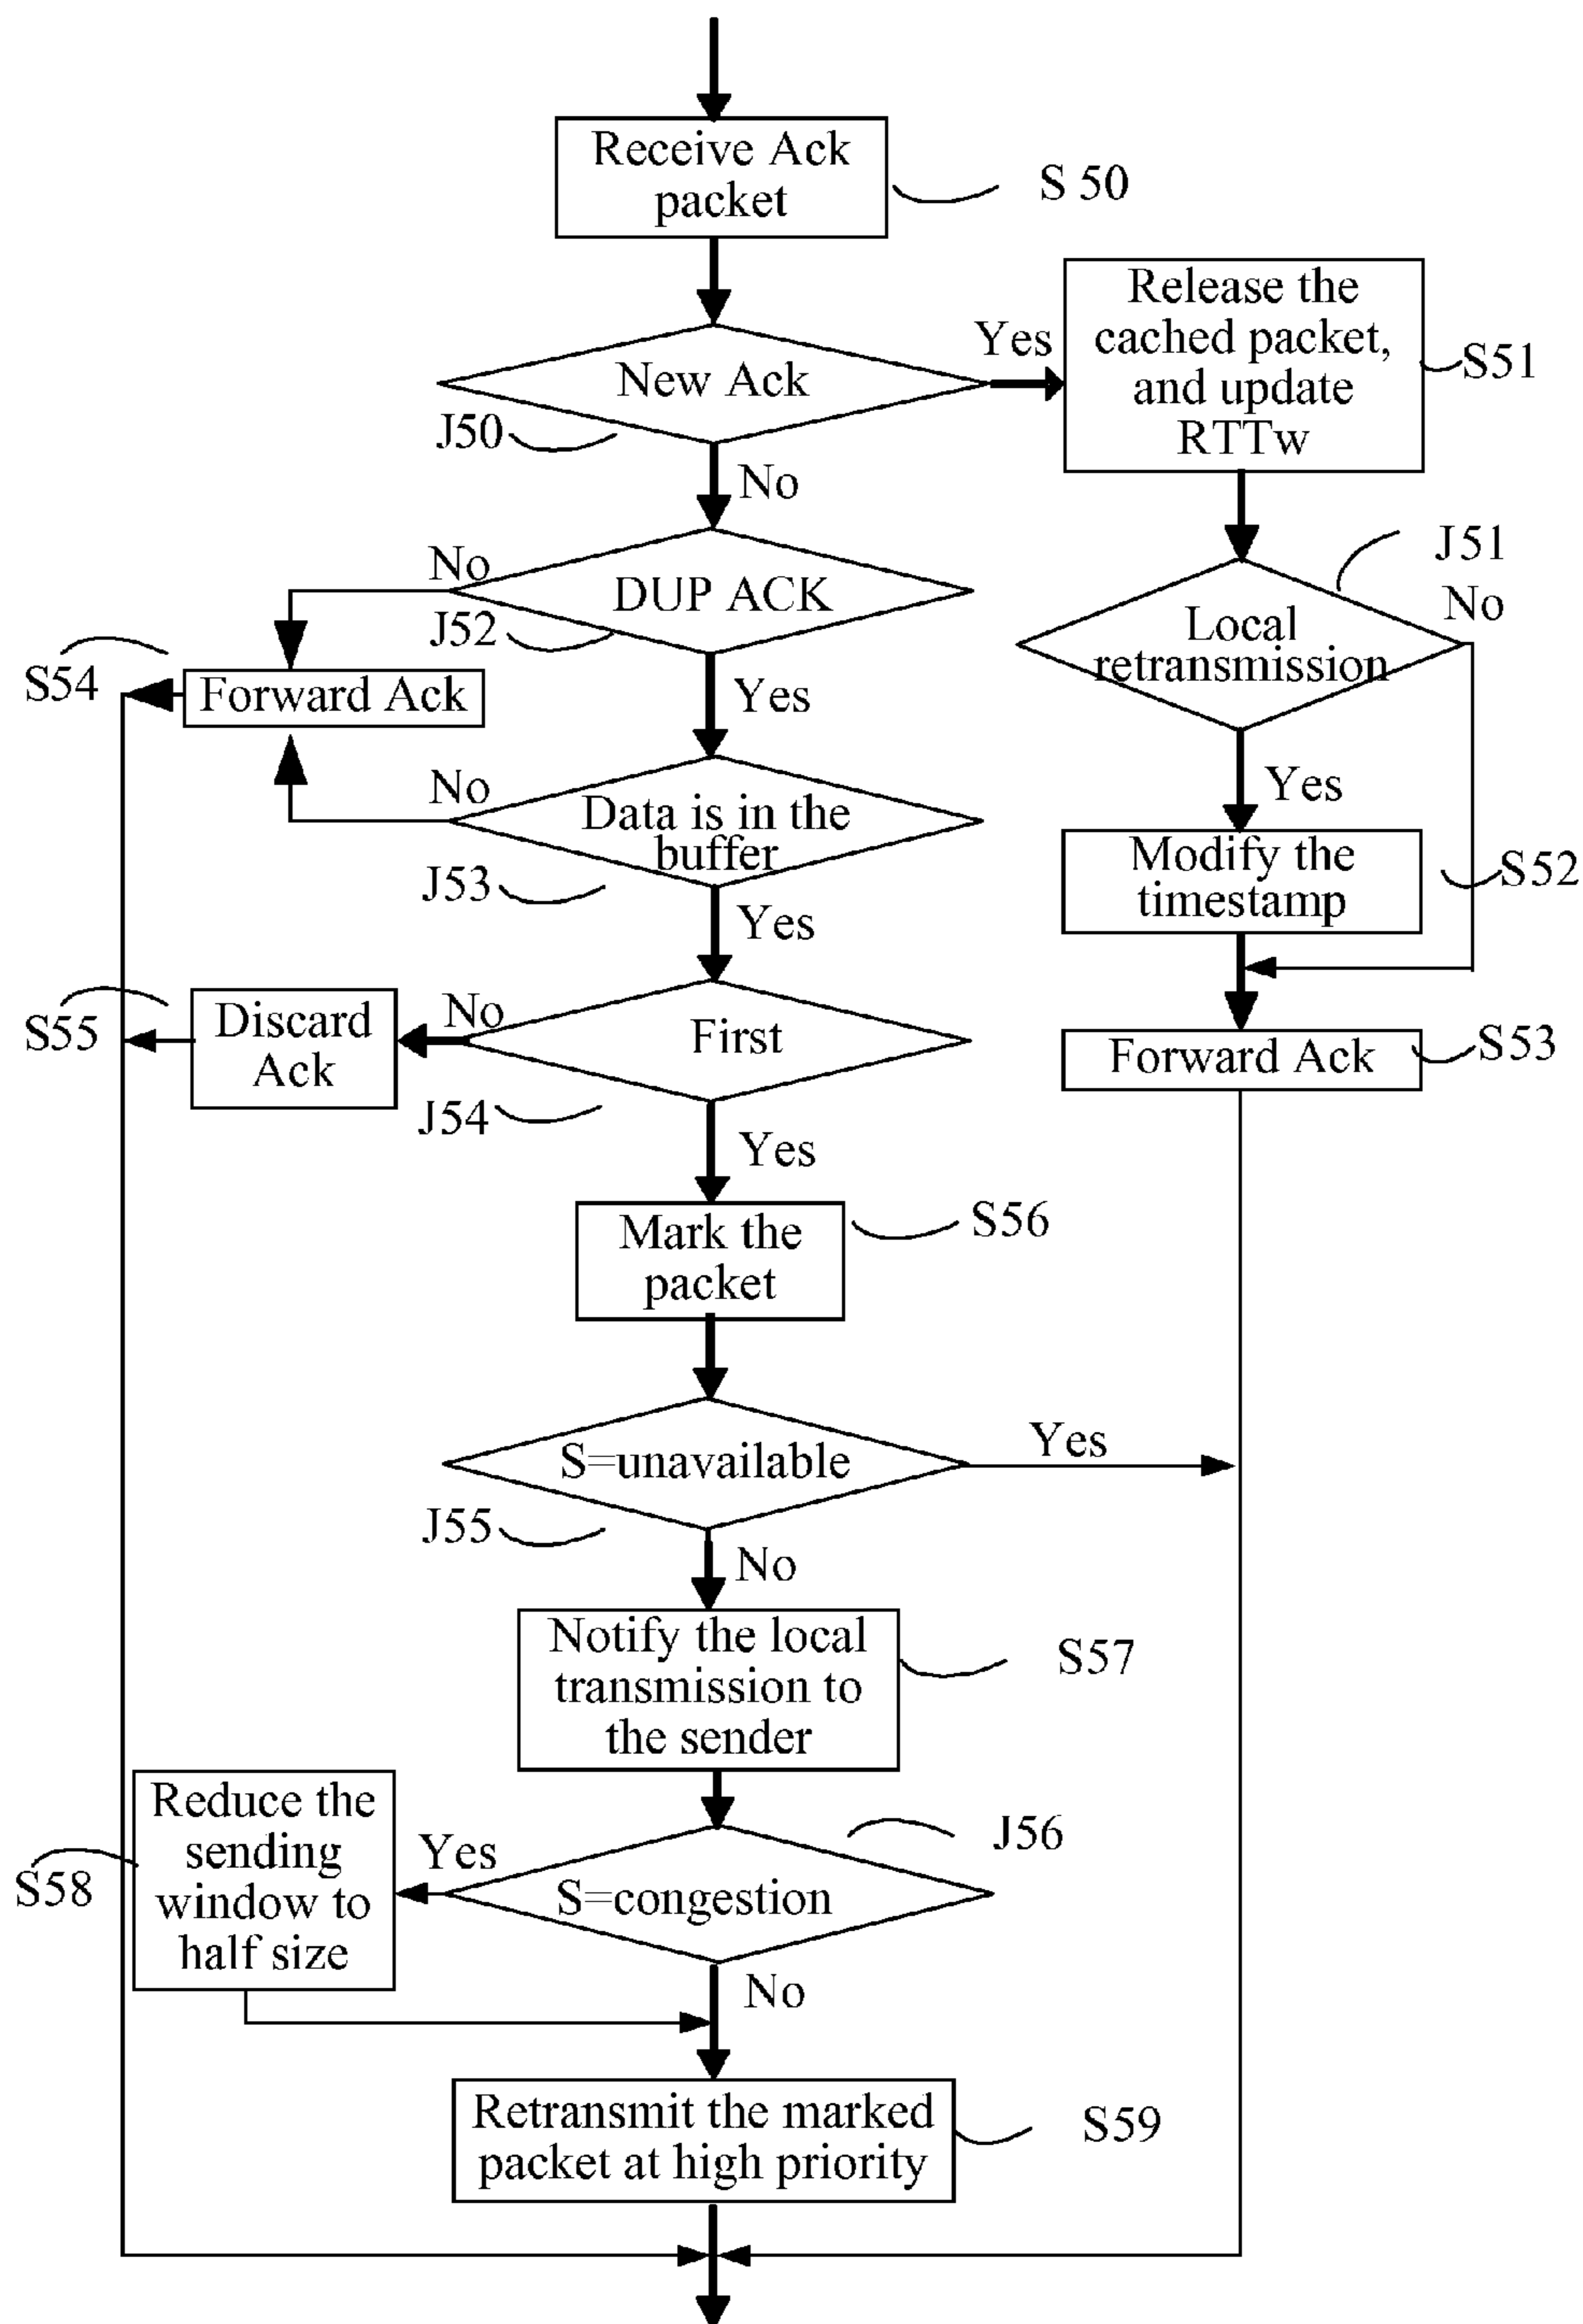 Receive Ack
packet
S 50
Release the
cached packet,
and update
RTTw
S51
Yes
New Ack
J50
No
J51
No
Local
retransmission
No
DUP ACK
J52
S54
Forward Ack
Yes
Yes
No
Data is in the
buffer
J53
Modify the
timestamp
S52
Yes
S55
Discard
Ack
No
First
J54
Forward Ack
S53
Yes
Mark the
packet
S56
S=unavailable
Yes
J55
No
Notify the local
transmission to
the sender
S57
Reduce the
sending
window to
half size
S58
Yes
J56
S=congestion
No
Retransmit the marked
packet at high priority
S59